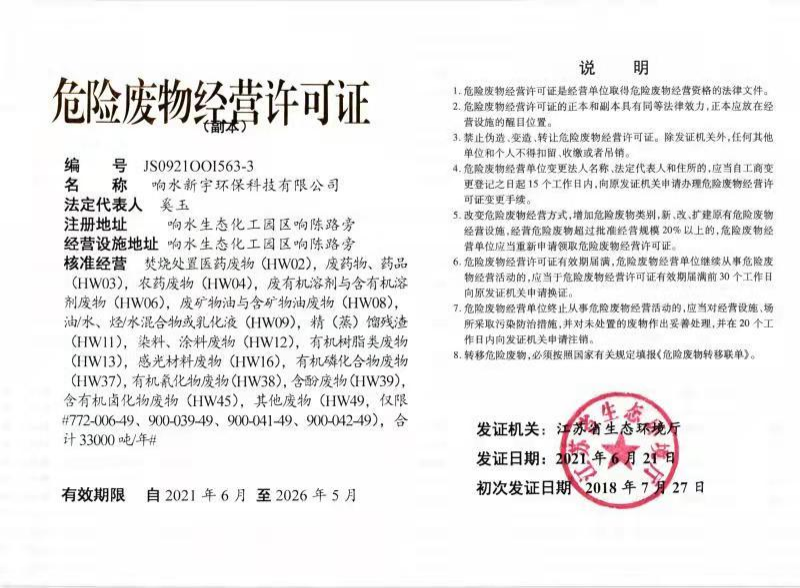 危险废物经营许可证
（副本）
编 号 JS0921OOI563-3
名 称 响水新宇环保科技有限公司
法定代表人 奚玉
注册地址 响水生态化工园区响陈路旁
经营设施地址 响水生态化工园区响陈路旁
核准经营 焚烧处置医药废物（HW02），废药物、药品
（HW03），农药废物（HW04），废有机溶剂与含有机溶
剂废物（HW06），废矿物油与含矿物油废物（HW08），
油/水、烃/水混合物或乳化液（HW09），精（蒸）馏残渣
（HW11），染料、涂料废物（HW12），有机树脂类废物
（HW13），感光材料废物（HW16），有机磷化合物废物
（HW37），有机氰化物废物（HW38），含酚废物（HW39），
含有机卤化物废物（HW45），其他废物（HW49，仅限
#772-006-49、900-039-49、900-041-49、900-042-49），合
计 33000 吨/年#
有效期限 自 2021 年 6 月 至 2026 年 5 月
说 明
1. 危险废物经营许可证是经营单位取得危险废物经营资格的法律文件。
2. 危险废物经营许可证的正本和副本具有同等法律效力，正本应放在经
营设施的醒目位置。
3. 禁止伪造、变造、转让危险废物经营许可证。除发证机关外，任何其他
单位和个人不得扣留、收缴或者吊销。
4. 危险废物经营单位变更法人名称、法定代表人和住所的，应当自工商变
更登记之日起 15 个工作日内，向原发证机关申请办理危险废物经营许
可证变更手续。
5. 改变危险废物经营方式，增加危险废物类别，新、改、扩建原有危险废物
经营设施，经营危险废物超过批准经营规模 20% 以上的，危险废物经
营单位应当重新申请领取危险废物经营许可证。
6. 危险废物经营许可证有效期届满，危险废物经营单位继续从事危险废
物经营活动的，应当于危险废物经营许可证有效期届满前 30 个工作日
向原发证机关申请换证。
7. 危险废物经营单位终止从事危险废物经营活动的，应当对经营设施、场
所采取污染防治措施，并对未处置的废物作出妥善处理，并在 20 个工
作日内向发证机关申请注销。
8. 转移危险废物，必须按照国家有关规定填报《危险废物转移联单》。
发证机关：江苏省生态环境厅
发证日期：2021 年 6 月 21 日
初次发证日期 2018 年 7 月 27 日
江苏省生态环境厅